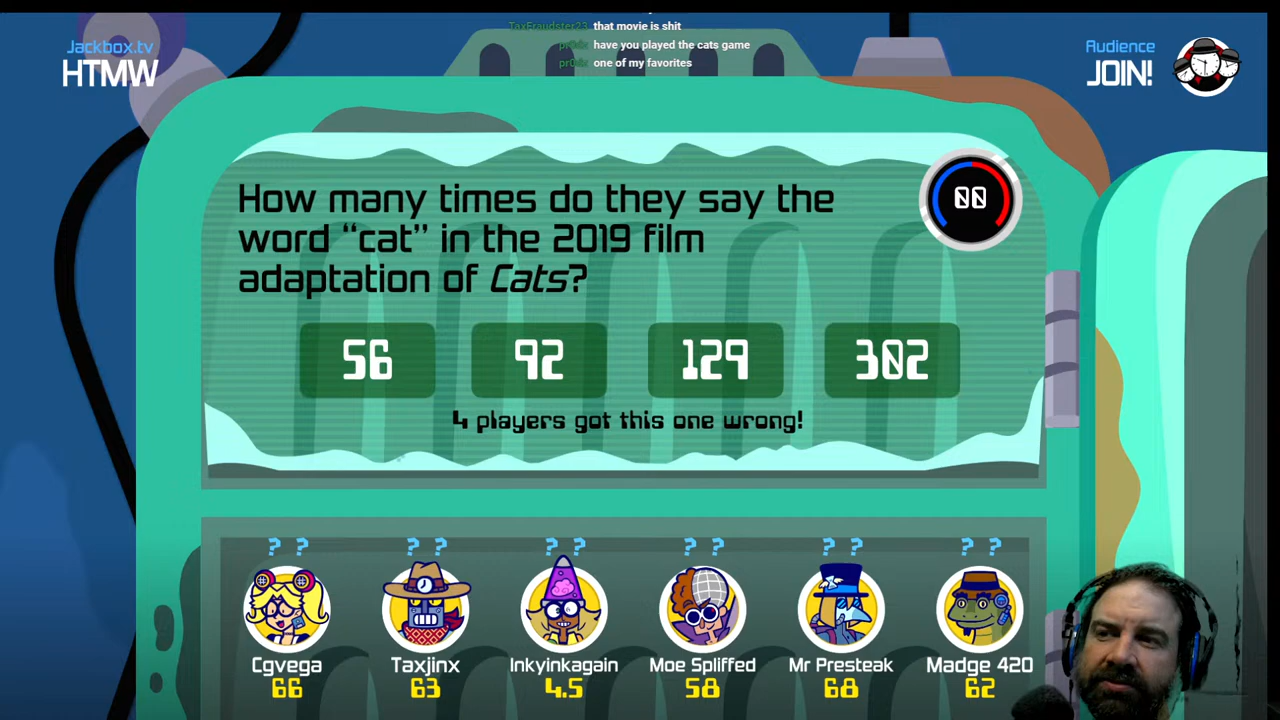 TaxFraudster23 that movie is shit
have you played the cats game
one of my favorites
Jackbox.tv
HTMW
Audience
JOIN!
How many times do they say the
word “cat” in the 2019 film
adaptation of Cats?
00
56 92 129 302
4 players got this one wrong!
? ? ? ? ? ? ? ? ? ? ? ?
Cgvega Taxjinx Inkyinkagain Moe Spliffed Mr Presteak Madge 420
66 63 4.5 58 68 62